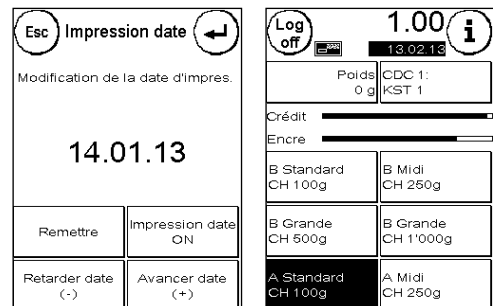 Esc
Impression date
Modification de la date d'impres.
14.01.13
Remettre
Impression date
ON
Retarder date
(-)
Avancer date
(+)
Log
off
1.00
i
13.02.13
Poids
0 g
CDC 1:
KST 1
Crédit
Encre
B Standard
CH 100g
B Midi
CH 250g
B Grande
CH 500g
B Grande
CH 1'000g
A Standard
CH 100g
A Midi
CH 250g